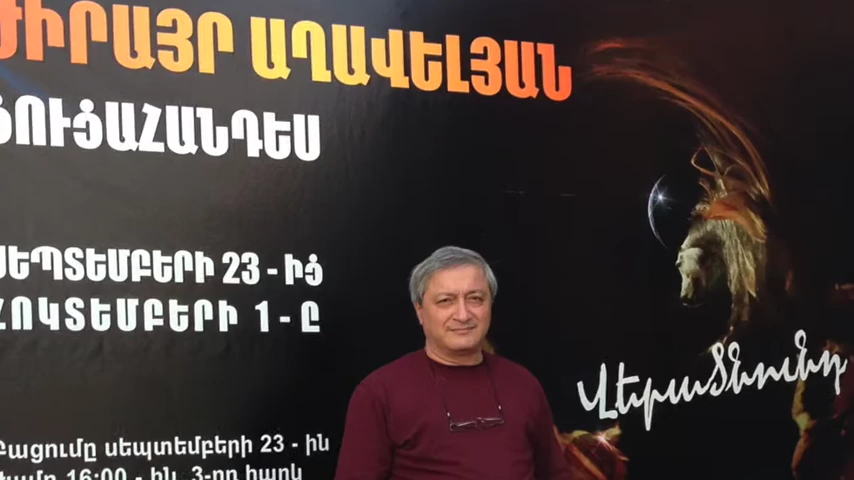 ԺԻՐԱՅՐ ԱՂԱՎԵԼՅԱՆ
ՑՈՒՑԱՀԱՆԴԵՍ
ՍԵՊՏԵՄԲԵՐԻ 23 - ԻՑ
ՀՈԿՏԵՄԲԵՐԻ 1 - Ը
Վերածնունդ
Բացումը սեպտեմբերի 23 - ին
ժամը 16:00 - ին, 3-րդ հարկ